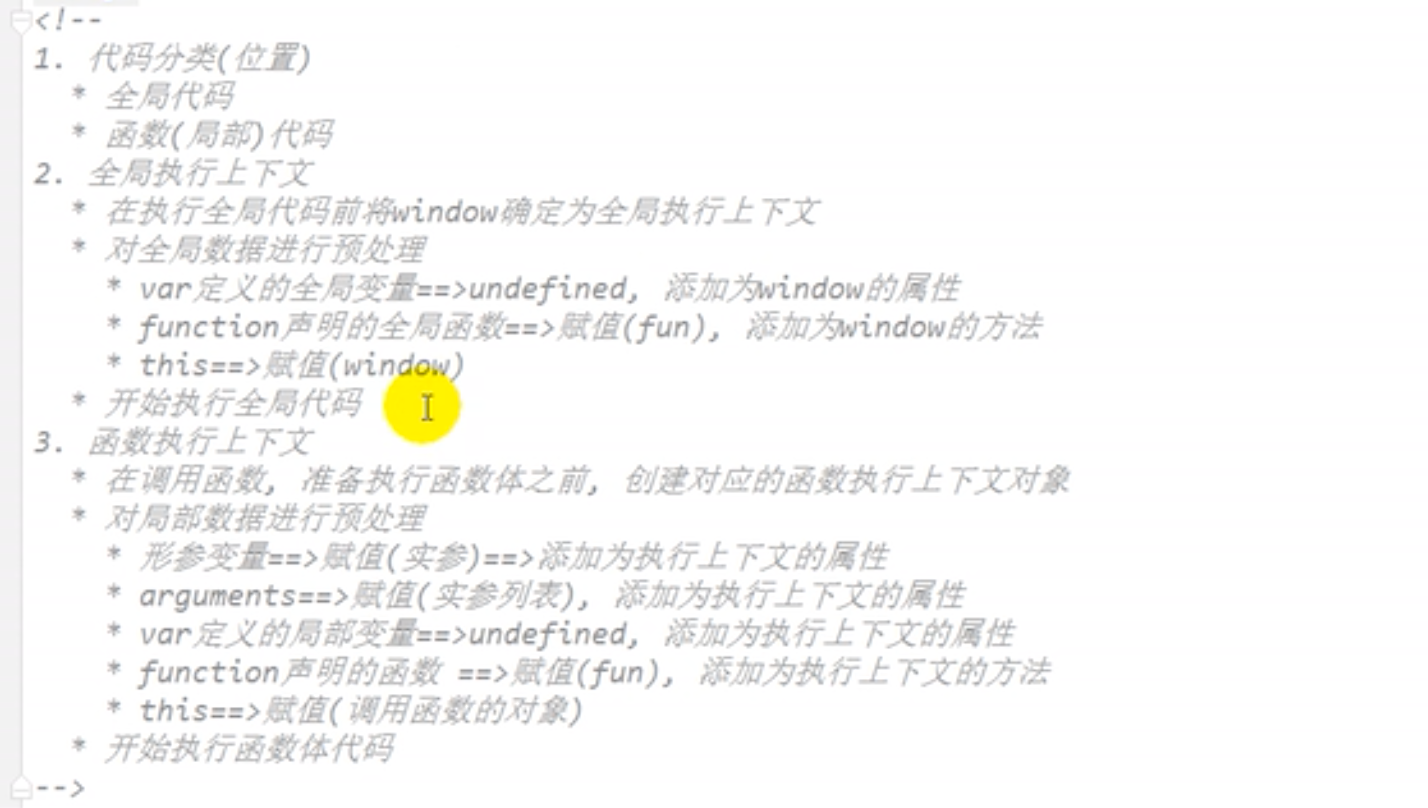 <!--
1. 代码分类(位置)
* 全局代码
* 函数(局部)代码
2. 全局执行上下文
* 在执行全局代码前将window确定为全局执行上下文
* 对全局数据进行预处理
* var定义的全局变量==>undefined, 添加为window的属性
* function声明的全局函数==>赋值(fun), 添加为window的方法
* this==>赋值(window)
* 开始执行全局代码
3. 函数执行上下文
* 在调用函数, 准备执行函数体之前, 创建对应的函数执行上下文对象
* 对局部数据进行预处理
* 形参变量==>赋值(实参)==>添加为执行上下文的属性
* arguments==>赋值(实参列表), 添加为执行上下文的属性
* var定义的局部变量==>undefined, 添加为执行上下文的属性
* function声明的函数 ==>赋值(fun), 添加为执行上下文的方法
* this==>赋值(调用函数的对象)
* 开始执行函数体代码
-->